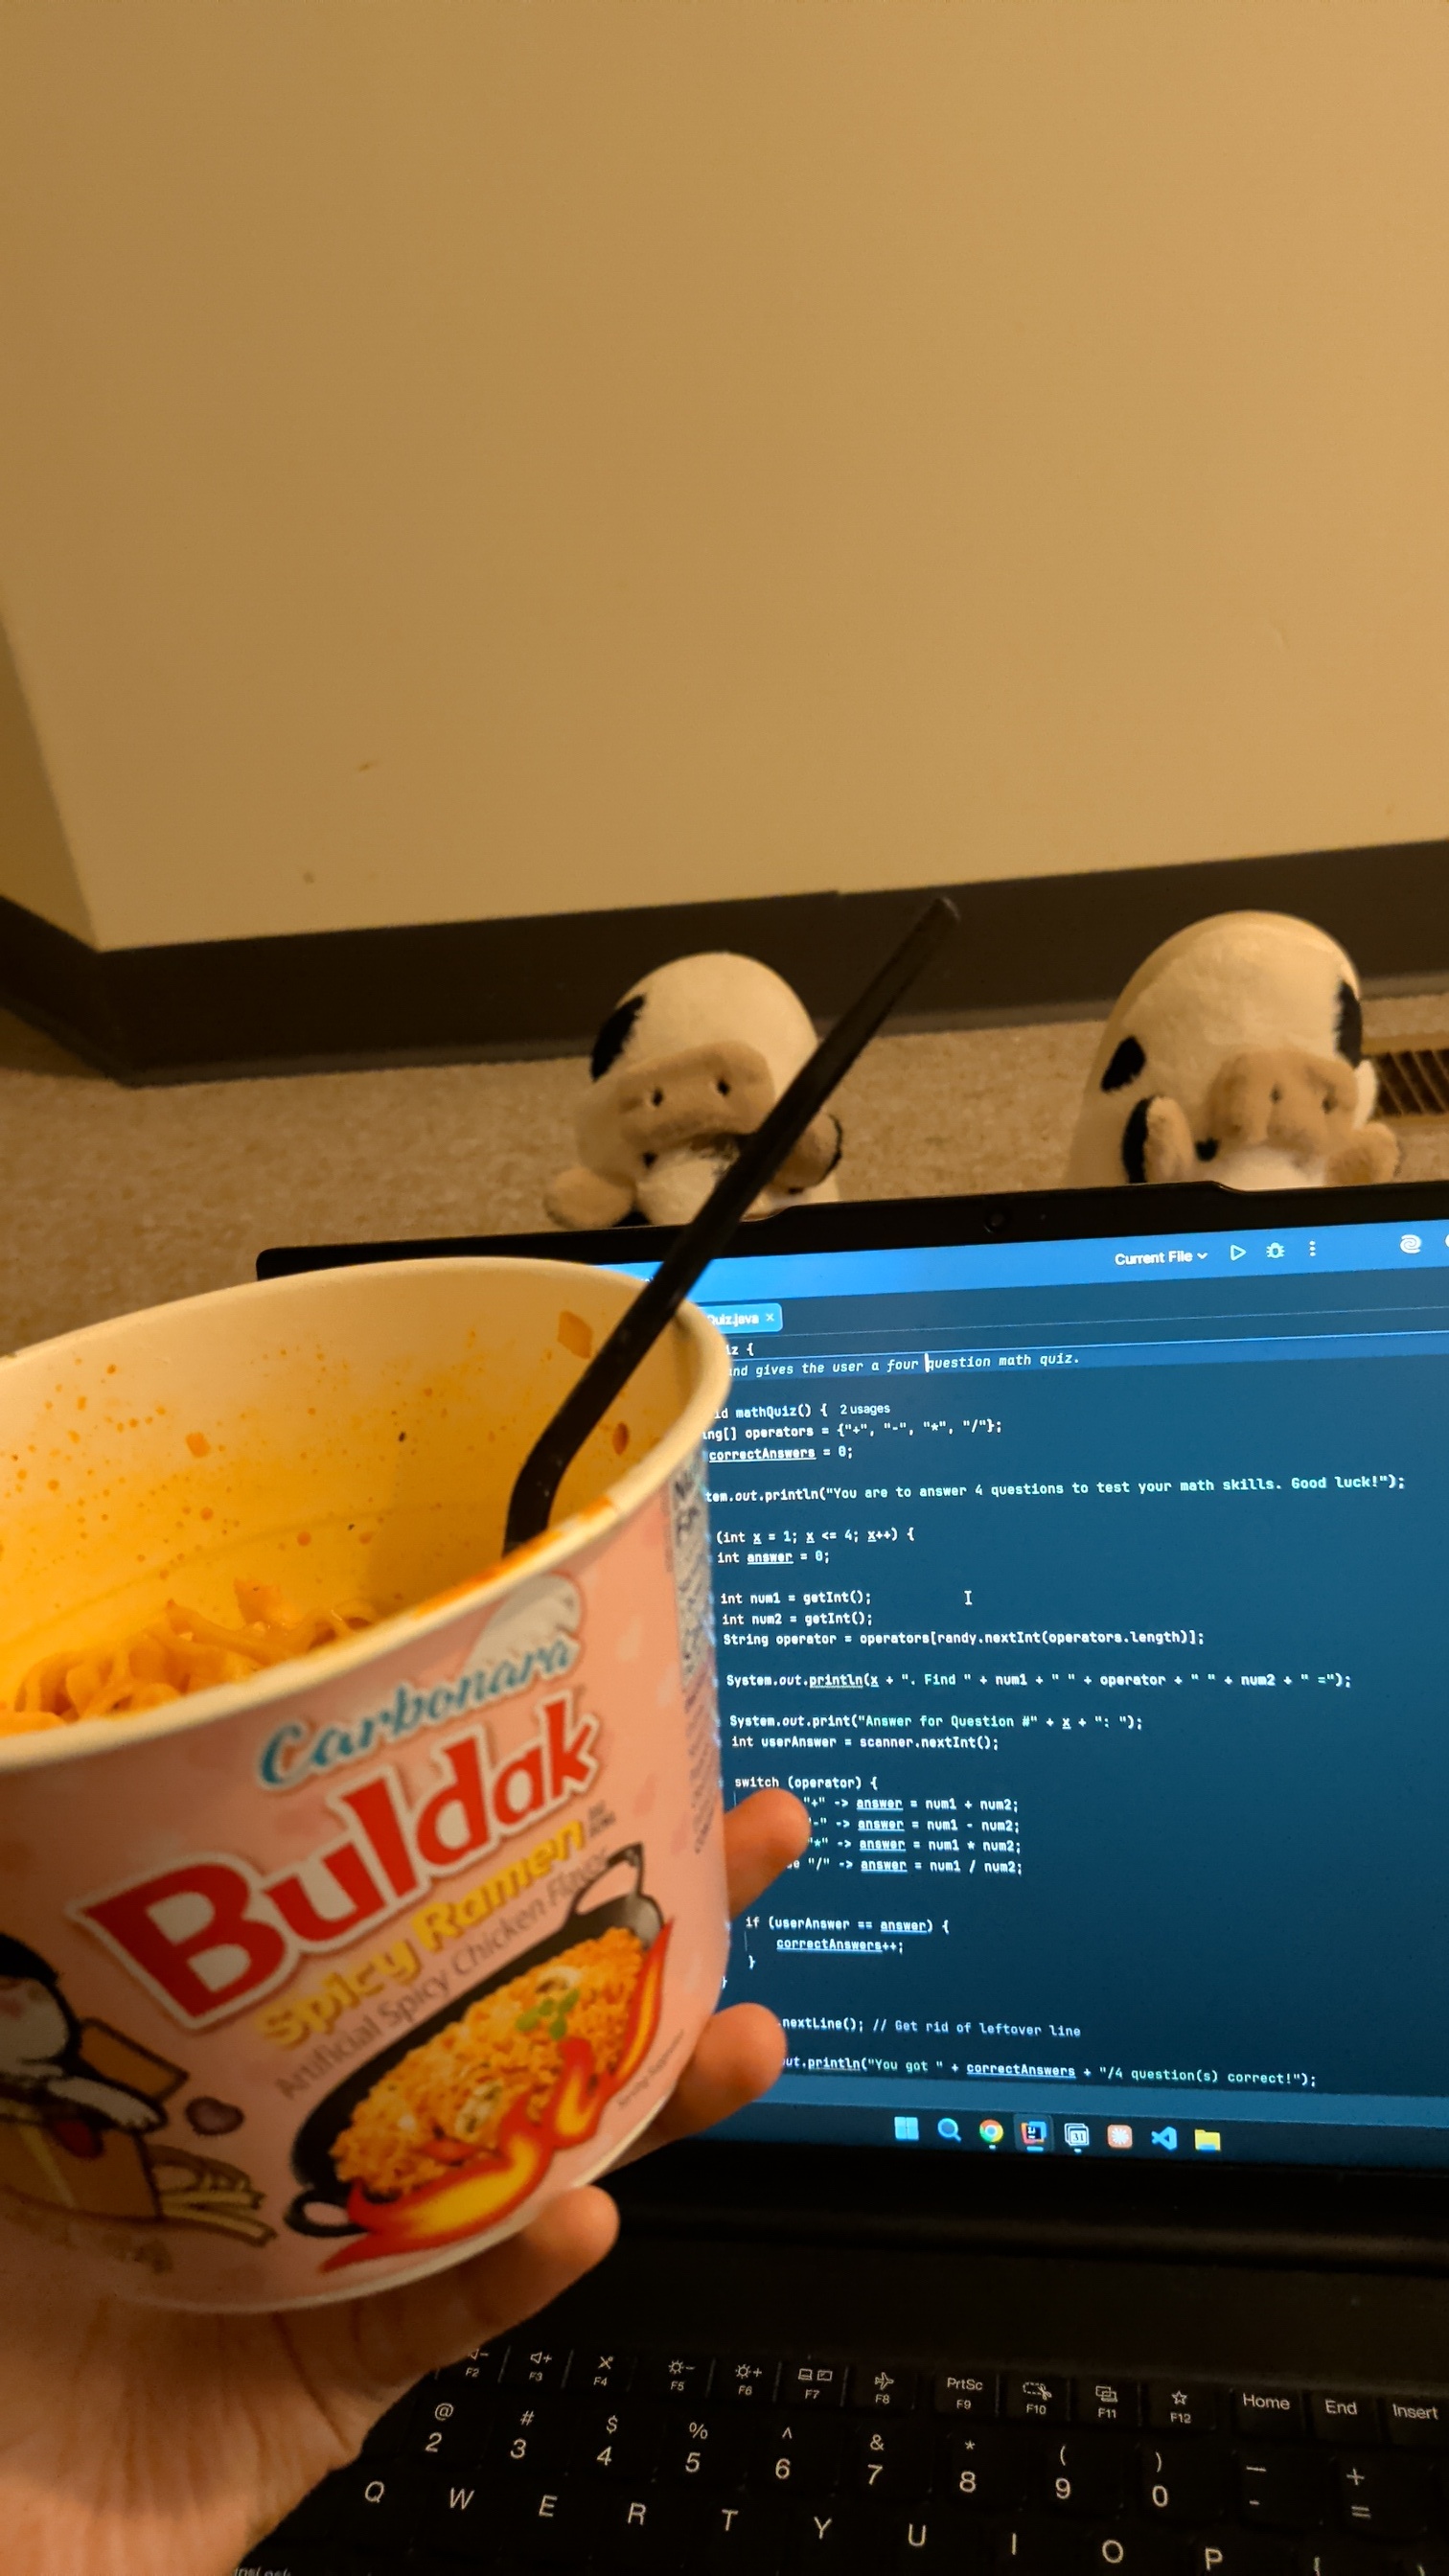 Current File
Quiz.java ×
iz {
and gives the user a four question math quiz.
id mathQuiz() { 2 usages
ing[] operators = {"+", "-", "*", "/"};
correctAnswers = 0;
tem.out.println("You are to answer 4 questions to test your math skills. Good luck!");
(int x = 1; x <= 4; x++) {
int answer = 0;
int num1 = getInt();
int num2 = getInt();
String operator = operators[randy.nextInt(operators.length)];
System.out.println(x + ". Find " + num1 + " " + operator + " " + num2 + " =");
System.out.print("Answer for Question #" + x + ": ");
int userAnswer = scanner.nextInt();
switch (operator) {
"+" -> answer = num1 + num2;
-" -> answer = num1 - num2;
"*" -> answer = num1 * num2;
e "/" -> answer = num1 / num2;
if (userAnswer == answer) {
correctAnswers++;
}
}
.nextLine(); // Get rid of leftover line
out.println("You got " + correctAnswers + "/4 question(s) correct!");
Carbonara
Buldak
Spicy Ramen
Artificial Spicy Chicken Flavor
F2 F3 F4 F5 F6 F7 F8 PrtSc F9 F10 F11 F12 Home End Insert
@ # $ % ^ & * ( ) — +
2 3 4 5 6 7 8 9 0 - =
Q W E R T Y U I O P